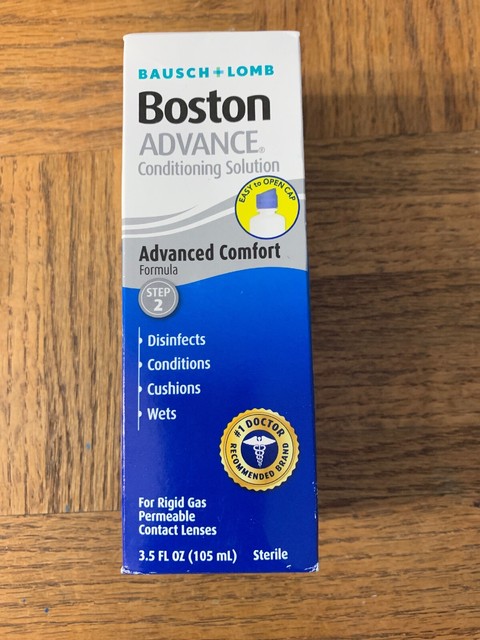 BAUSCH + LOMB
Boston
ADVANCE®
Conditioning Solution
EASY to OPEN CAP
Advanced Comfort
Formula
STEP
2
Disinfects
Conditions
Cushions
Wets
#1 DOCTOR
RECOMMENDED BRAND
For Rigid Gas
Permeable
Contact Lenses
3.5 FL OZ (105 mL) Sterile